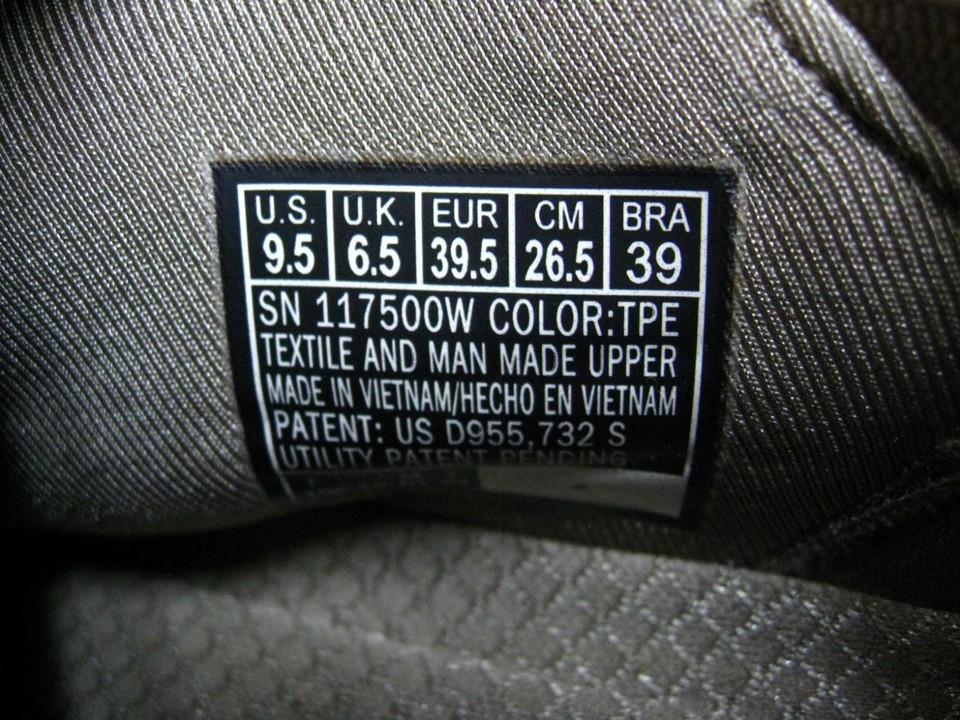 U.S. U.K. EUR CM BRA
9.5 6.5 39.5 26.5 39
SN 117500W COLOR:TPE
TEXTILE AND MAN MADE UPPER
MADE IN VIETNAM/HECHO EN VIETNAM
PATENT: US D955,732 S
UTILITY PATENT PENDING